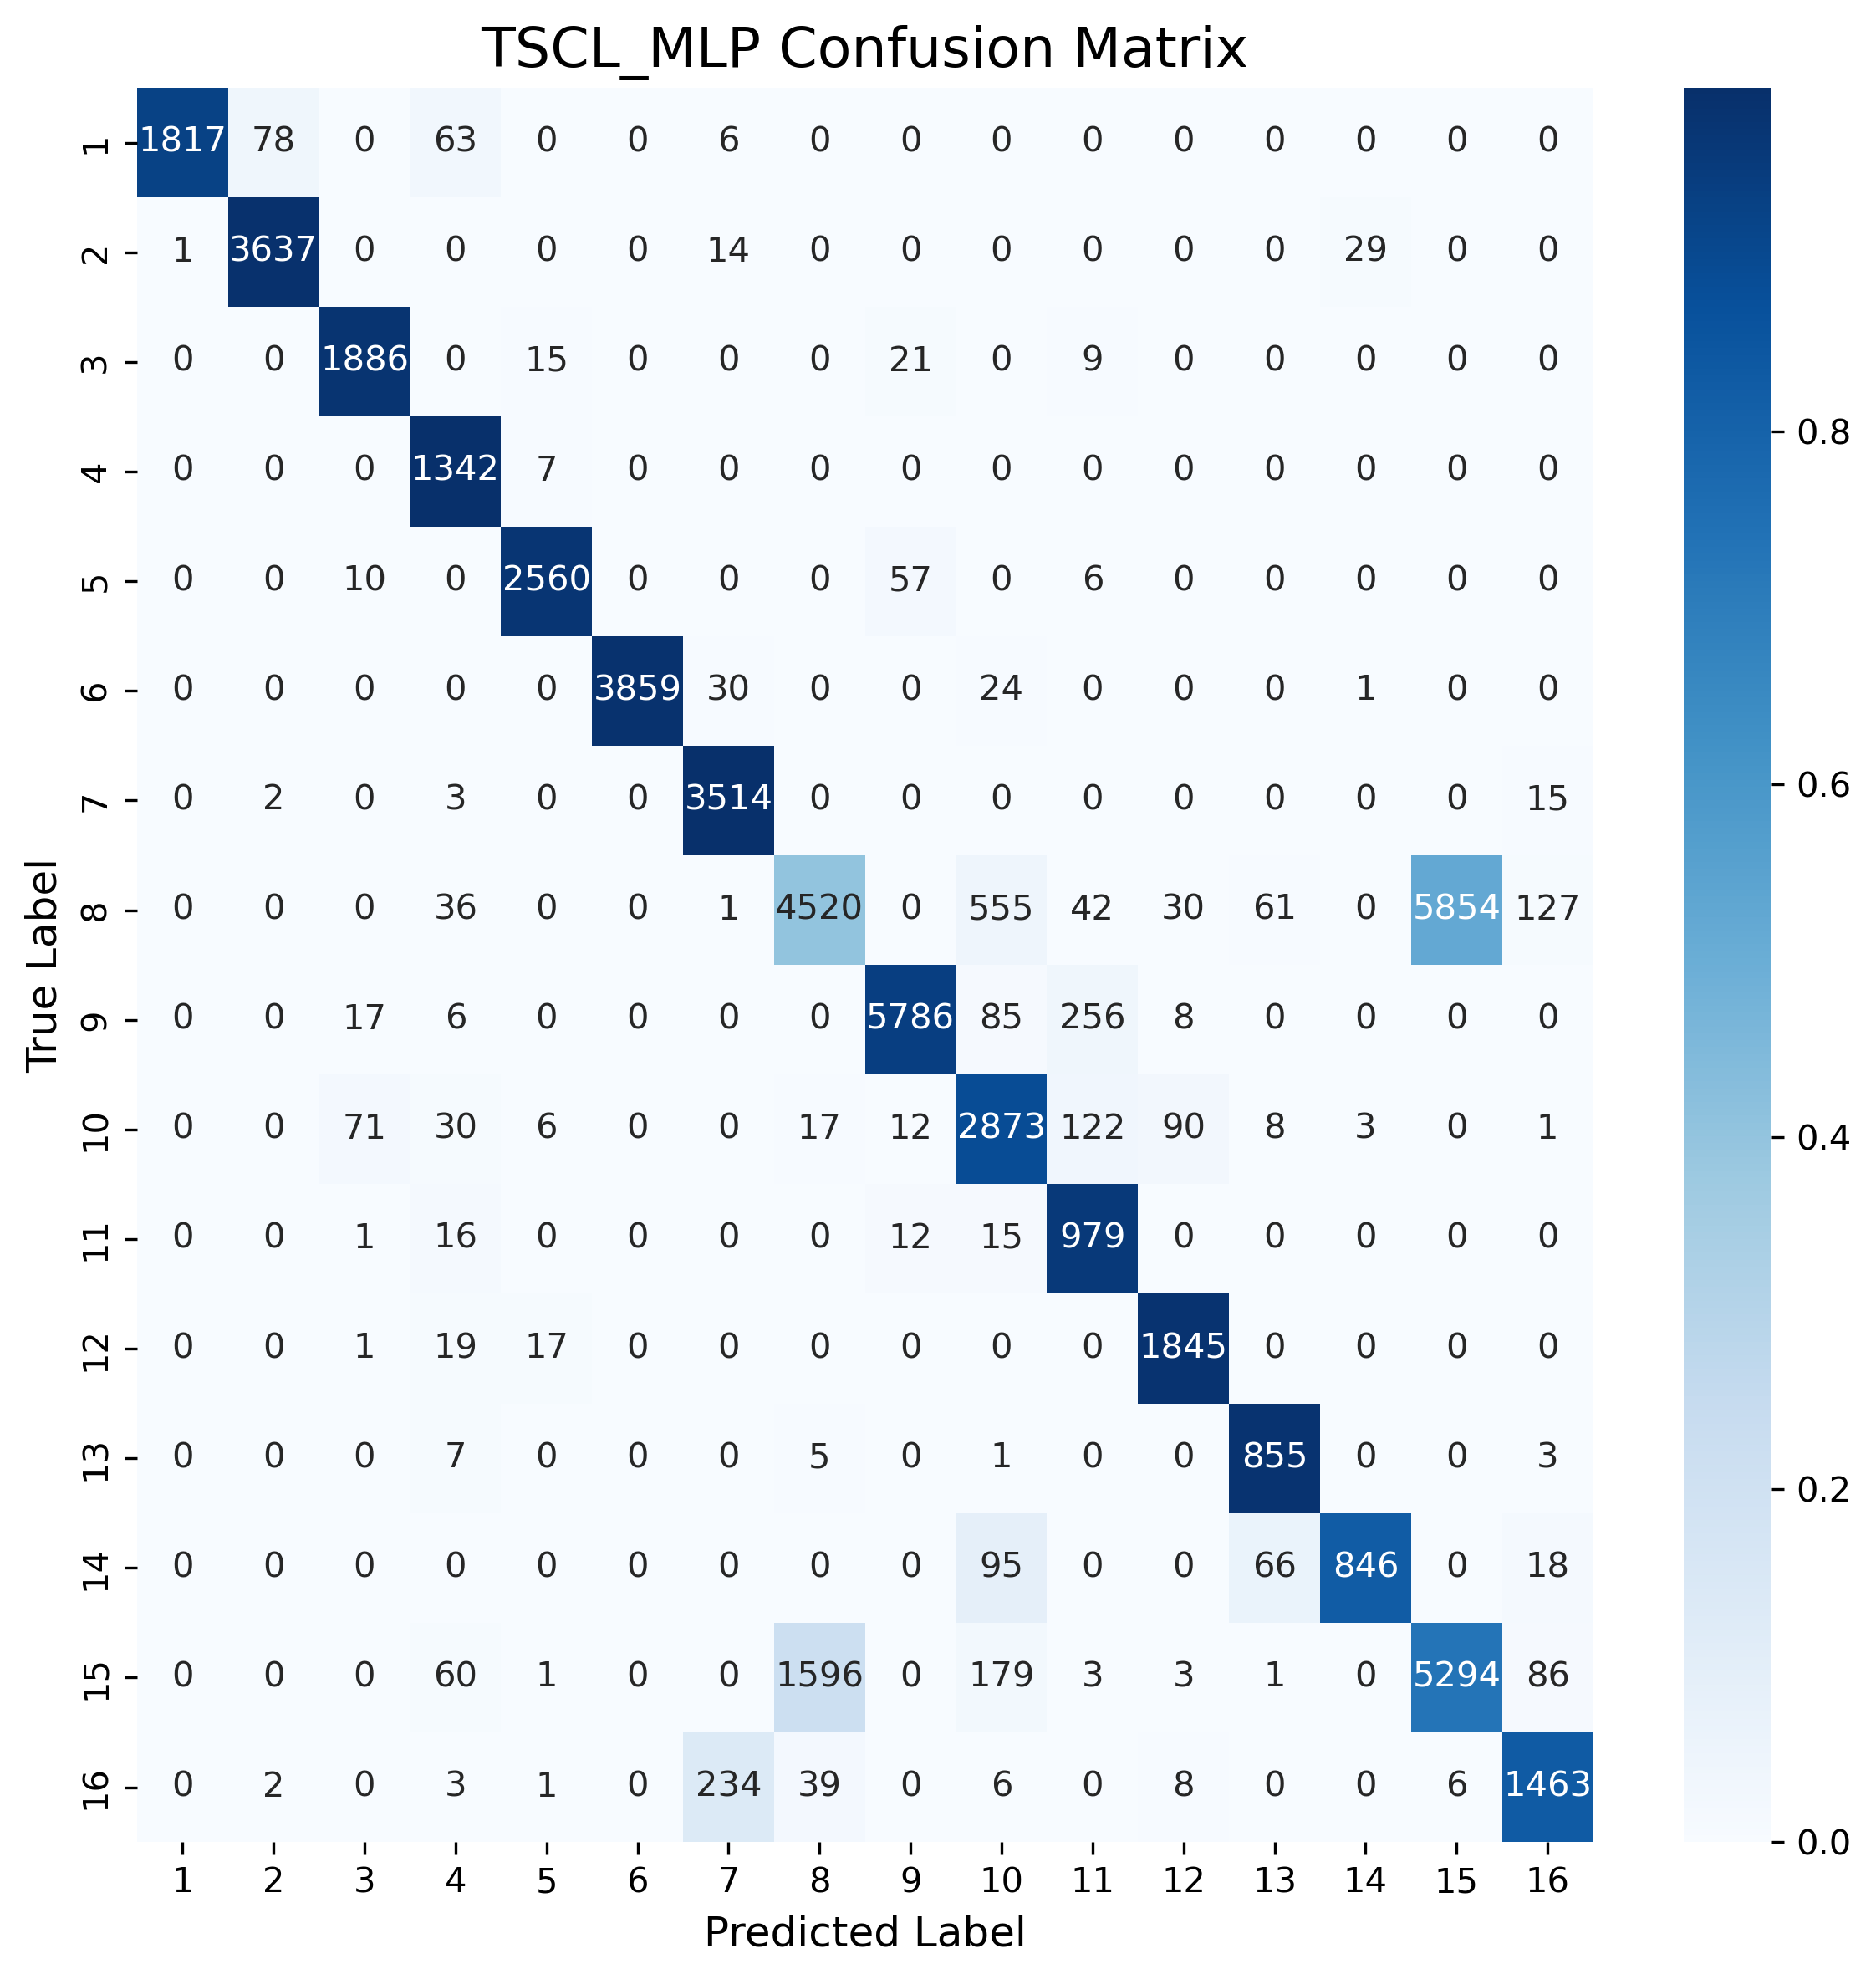 TSCL_MLP Confusion Matrix
1 1817 78 0 63 0 0 6 0 0 0 0 0 0 0 0 0
2 1 3637 0 0 0 0 14 0 0 0 0 0 0 29 0 0
3 0 0 1886 0 15 0 0 0 21 0 9 0 0 0 0 0
4 0 0 0 1342 7 0 0 0 0 0 0 0 0 0 0 0
5 0 0 10 0 2560 0 0 0 57 0 6 0 0 0 0 0
6 0 0 0 0 0 3859 30 0 0 24 0 0 0 1 0 0
7 0 2 0 3 0 0 3514 0 0 0 0 0 0 0 0 15
8 0 0 0 36 0 0 1 4520 0 555 42 30 61 0 5854 127
9 0 0 17 6 0 0 0 0 5786 85 256 8 0 0 0 0
10 0 0 71 30 6 0 0 17 12 2873 122 90 8 3 0 1
11 0 0 1 16 0 0 0 0 12 15 979 0 0 0 0 0
12 0 0 1 19 17 0 0 0 0 0 0 1845 0 0 0 0
13 0 0 0 7 0 0 0 5 0 1 0 0 855 0 0 3
14 0 0 0 0 0 0 0 0 0 95 0 0 66 846 0 18
15 0 0 0 60 1 0 0 1596 0 179 3 3 1 0 5294 86
16 0 2 0 3 1 0 234 39 0 6 0 8 0 0 6 1463
1 2 3 4 5 6 7 8 9 10 11 12 13 14 15 16
Predicted Label
True Label
0.8
0.6
0.4
0.2
0.0